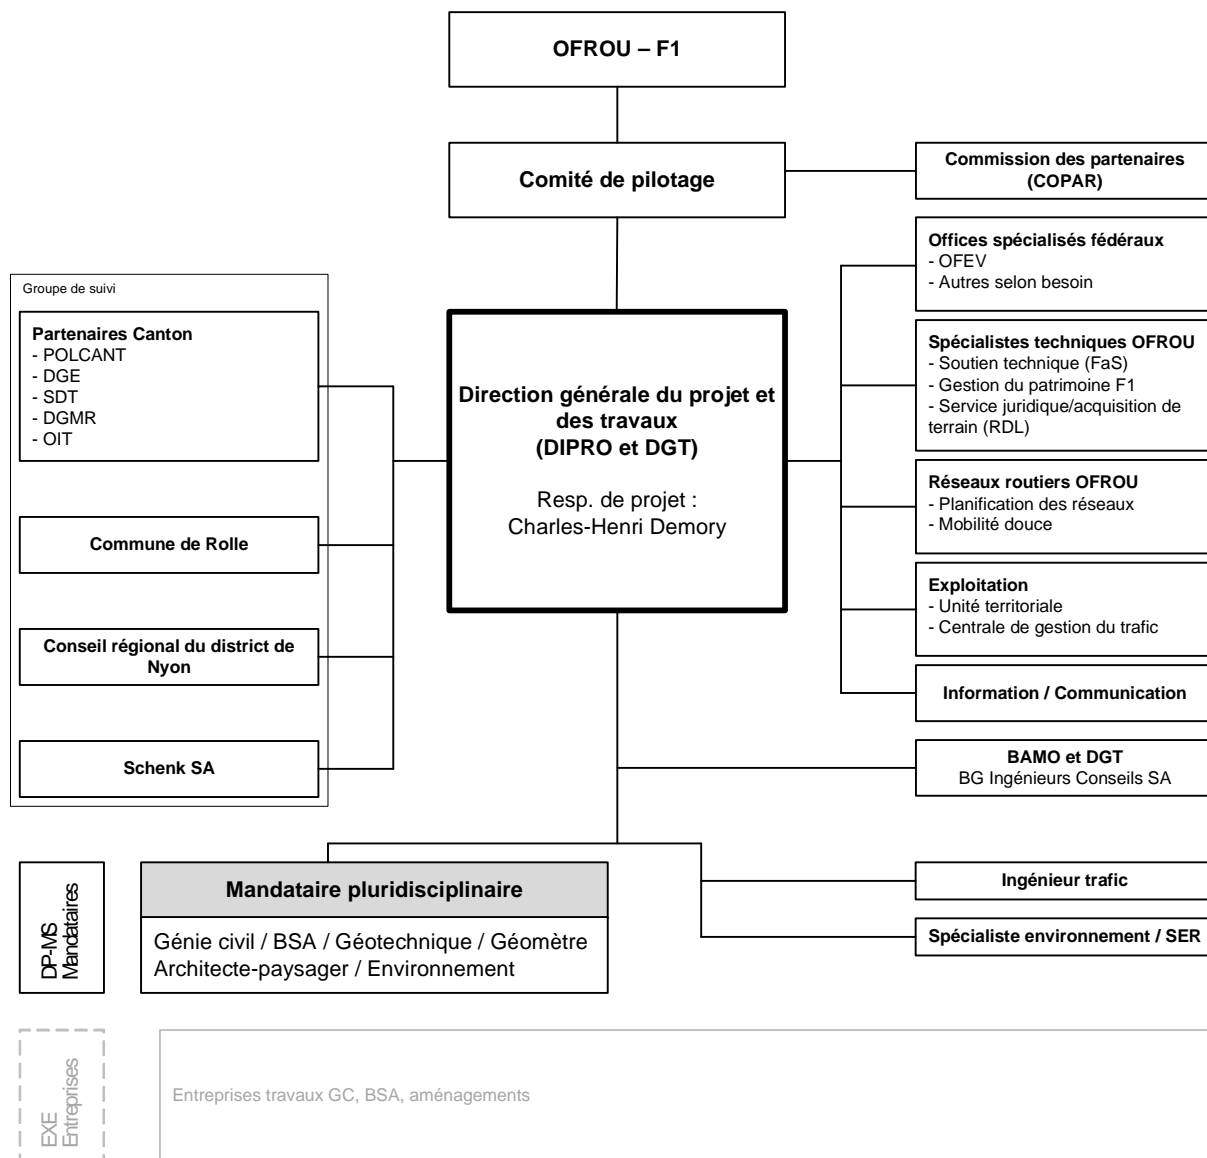 OFROU – F1
Comité de pilotage
Commission des partenaires
(COPAR)
Offices spécialisés fédéraux
- OFEV
- Autres selon besoin
Groupe de suivi
Partenaires Canton
- POLCANT
- DGE
- SDT
- DGMR
- OIT
Direction générale du projet et
des travaux
(DIPRO et DGT)
Resp. de projet :
Charles-Henri Demory
Spécialistes techniques OFROU
- Soutien technique (FaS)
- Gestion du patrimoine F1
- Service juridique/acquisition de
terrain (RDL)
Réseaux routiers OFROU
- Planification des réseaux
- Mobilité douce
Commune de Rolle
Exploitation
- Unité territoriale
- Centrale de gestion du trafic
Conseil régional du district de
Nyon
Information / Communication
Schenk SA
BAMO et DGT
BG Ingénieurs Conseils SA
DP-MS
Mandataires
Mandataire pluridisciplinaire
Génie civil / BSA / Géotechnique / Géomètre
Architecte-paysager / Environnement
Ingénieur trafic
Spécialiste environnement / SER
EXE
Entreprises
Entreprises travaux GC, BSA, aménagements